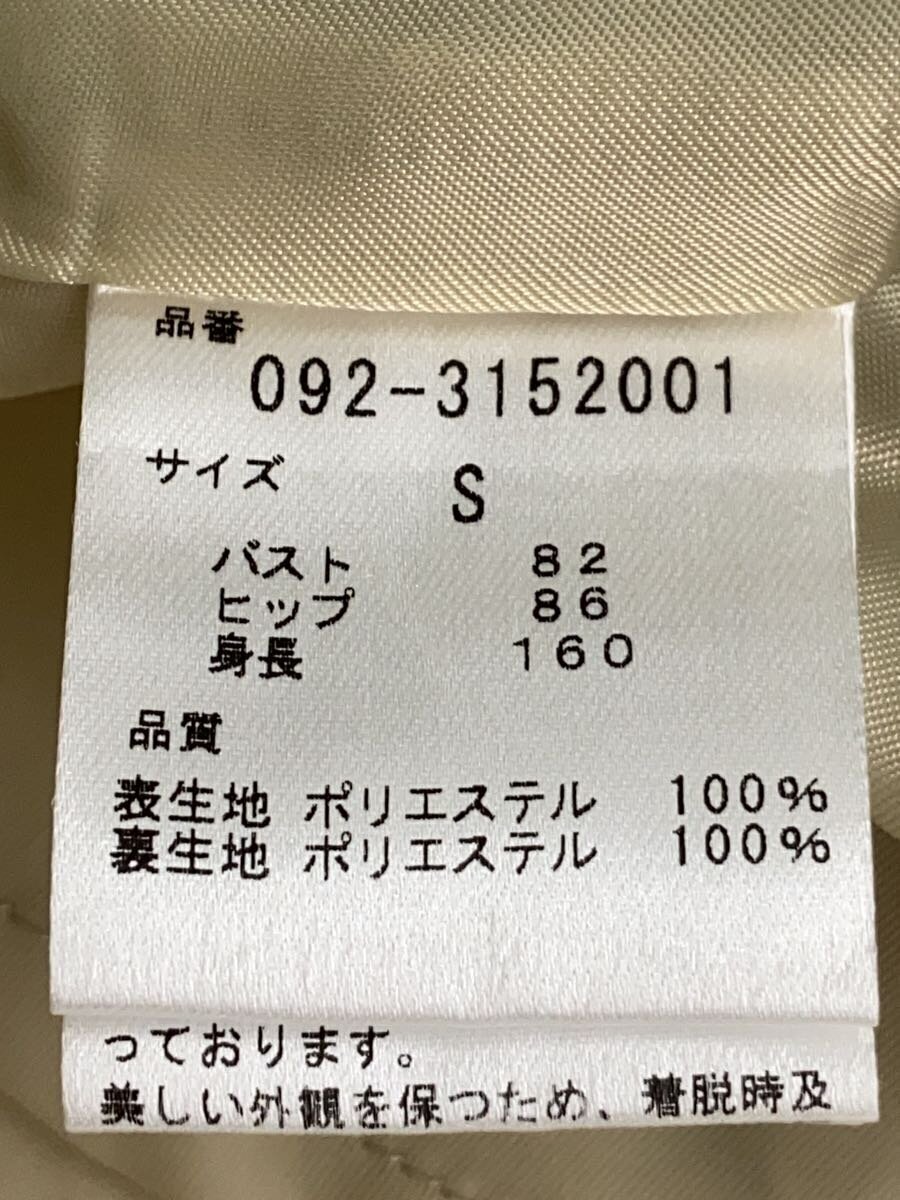 品番
092-3152001
サイズ S
バスト 82
ヒップ 86
身長 160
品質
表生地 ポリエステル 100%
裏生地 ポリエステル 100%
っております。
美しい外観を保つため、着脱時及